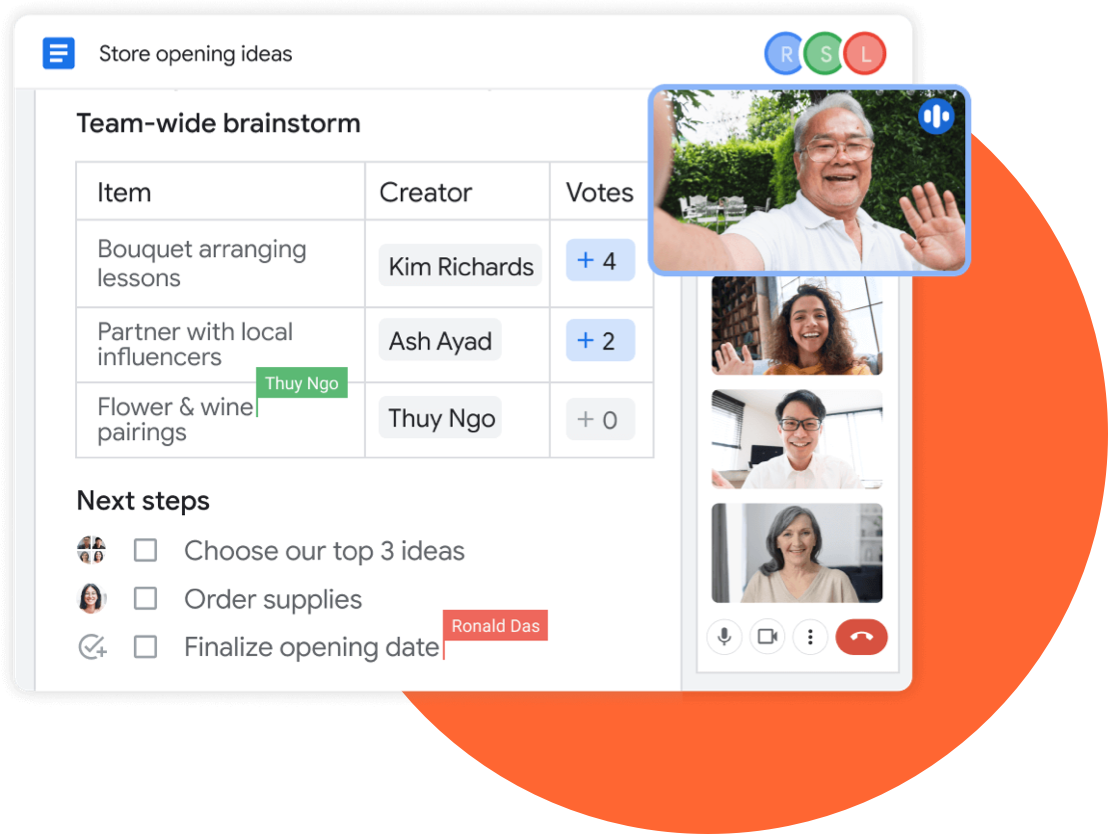 Store opening ideas
R S L
Team-wide brainstorm
Item Creator Votes
Bouquet arranging
lessons
Kim Richards
+ 4
Partner with local
influencers
Ash Ayad
+ 2
Thuy Ngo
Flower & wine
pairings
Thuy Ngo
+ 0
Next steps
Choose our top 3 ideas
Order supplies
Ronald Das
Finalize opening date